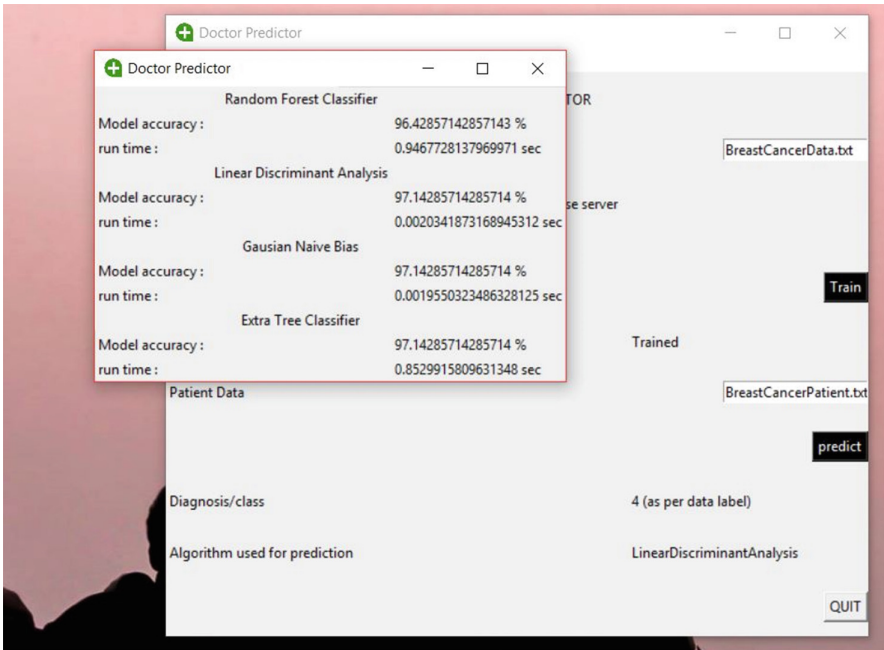 Doctor Predictor
Doctor Predictor
Random Forest Classifier
Model accuracy : 96.42857142857143 %
run time : 0.9467728137969971 sec
Linear Discriminant Analysis
Model accuracy : 97.14285714285714 %
run time : 0.0020341873168945312 sec
Gausian Naive Bias
Model accuracy : 97.14285714285714 %
run time : 0.0019550323486328125 sec
Extra Tree Classifier
Model accuracy : 97.14285714285714 %
run time : 0.8529915809631348 sec
TOR
BreastCancerData.txt
se server
Train
Trained
Patient Data BreastCancerPatient.txt
predict
Diagnosis/class 4 (as per data label)
Algorithm used for prediction LinearDiscriminantAnalysis
QUIT